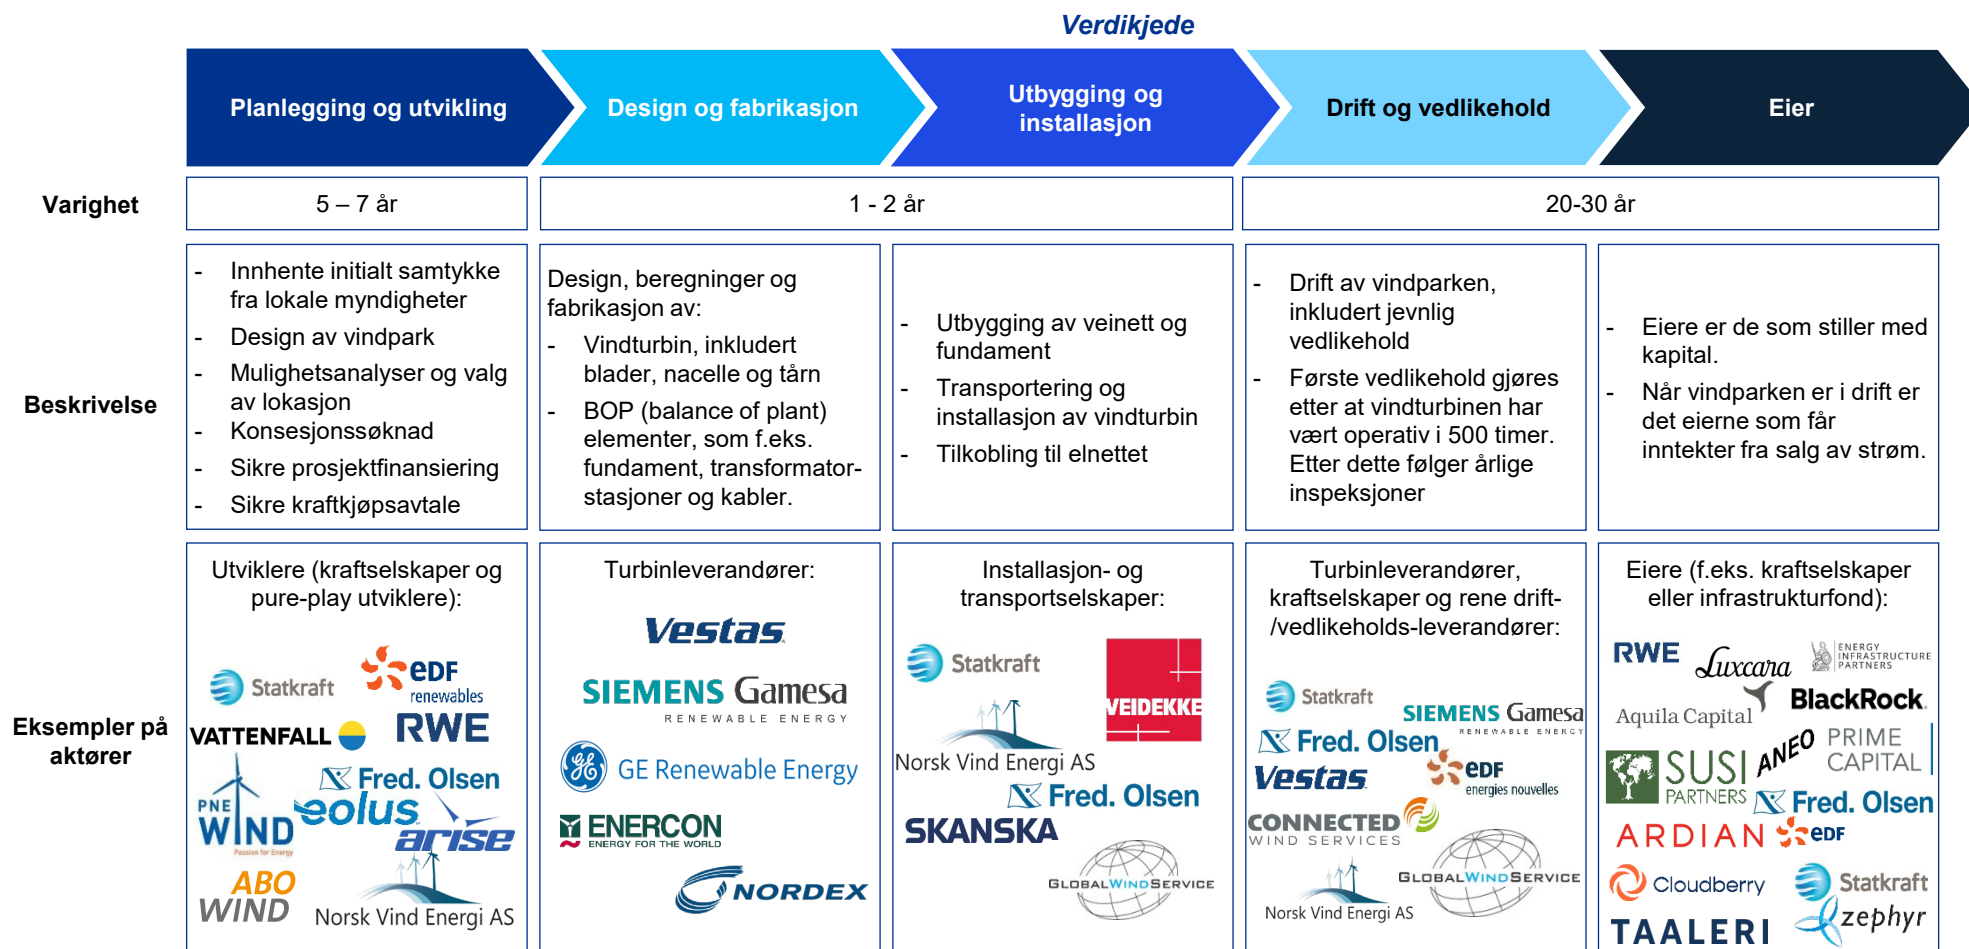 Verdikjede
Planlegging og utvikling
Design og fabrikasjon
Utbygging og
installasjon
Drift og vedlikehold
Eier
Varighet
5 – 7 år
1 - 2 år
20-30 år
Beskrivelse
- Innhente initialt samtykke
fra lokale myndigheter
- Design av vindpark
- Mulighetsanalyser og valg
av lokasjon
- Konsesjonssøknad
- Sikre prosjektfinansiering
- Sikre kraftkjøpsavtale
Design, beregninger og
fabrikasjon av:
- Vindturbin, inkludert
blader, nacelle og tårn
- BOP (balance of plant)
elementer, som f.eks.
fundament, transformator-
stasjoner og kabler.
- Utbygging av veinett og
fundament
- Transportering og
installasjon av vindturbin
- Tilkobling til elnettet
- Drift av vindparken,
inkludert jevnlig
vedlikehold
- Første vedlikehold gjøres
etter at vindturbinen har
vært operativ i 500 timer.
Etter dette følger årlige
inspeksjoner
- Eiere er de som stiller med
kapital.
- Når vindparken er i drift er
det eierne som får
inntekter fra salg av strøm.
Eksempler på
aktører
Utviklere (kraftselskaper og
pure-play utviklere):
Statkraft
eDF
renewables
VATTENFALL
RWE
PNE
WIND
Passion for Energy
Fred. Olsen
eolus
arise
ABO
WIND
Norsk Vind Energi AS
Turbinleverandører:
Vestas
SIEMENS Gamesa
RENEWABLE ENERGY
GE Renewable Energy
ENERCON
ENERGY FOR THE WORLD
NORDEX
Installasjon- og
transportselskaper:
Statkraft
VEIDEKKE
Norsk Vind Energi AS
Fred. Olsen
SKANSKA
GLOBALWINDSERVICE
Turbinleverandører,
kraftselskaper og rene drift-
/vedlikeholds-leverandører:
Statkraft
SIEMENS Gamesa
RENEWABLE ENERGY
Fred. Olsen
Vestas
eDF
energies nouvelles
CONNECTED
WIND SERVICES
GLOBALWINDSERVICE
Norsk Vind Energi AS
Eiere (f.eks. kraftselskaper
eller infrastrukturfond):
RWE
Luxcara
ENERGY
INFRASTRUCTURE
PARTNERS
Aquila Capital
BlackRock.
SUSI
PARTNERS
ANEO
PRIME
CAPITAL
Fred. Olsen
ARDIAN
eDF
Cloudberry
Statkraft
TAALERI
zephyr